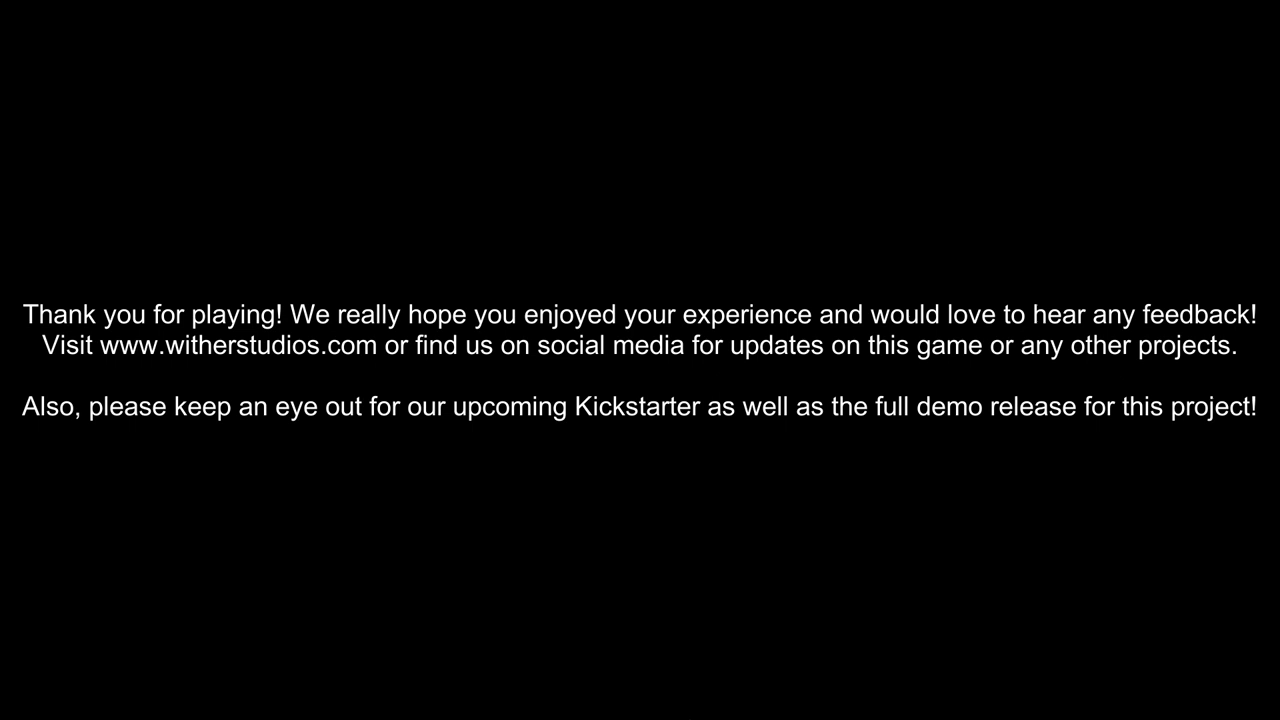 Thank you for playing! We really hope you enjoyed your experience and would love to hear any feedback!
Visit www.witherstudios.com or find us on social media for updates on this game or any other projects.
Also, please keep an eye out for our upcoming Kickstarter as well as the full demo release for this project!